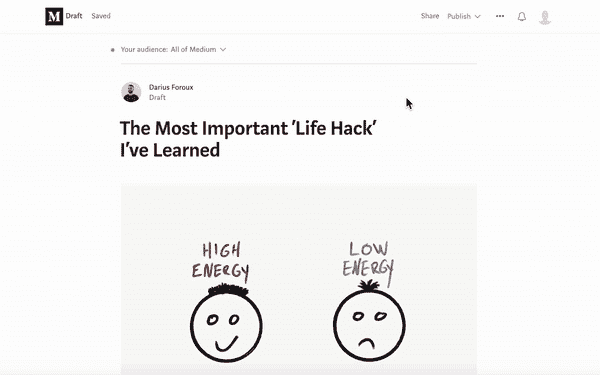 M Draft Saved Share Publish
Your audience: All of Medium
Darius Foroux
Draft
The Most Important 'Life Hack'
I've Learned
HIGH LOW
ENERGY ENERGY